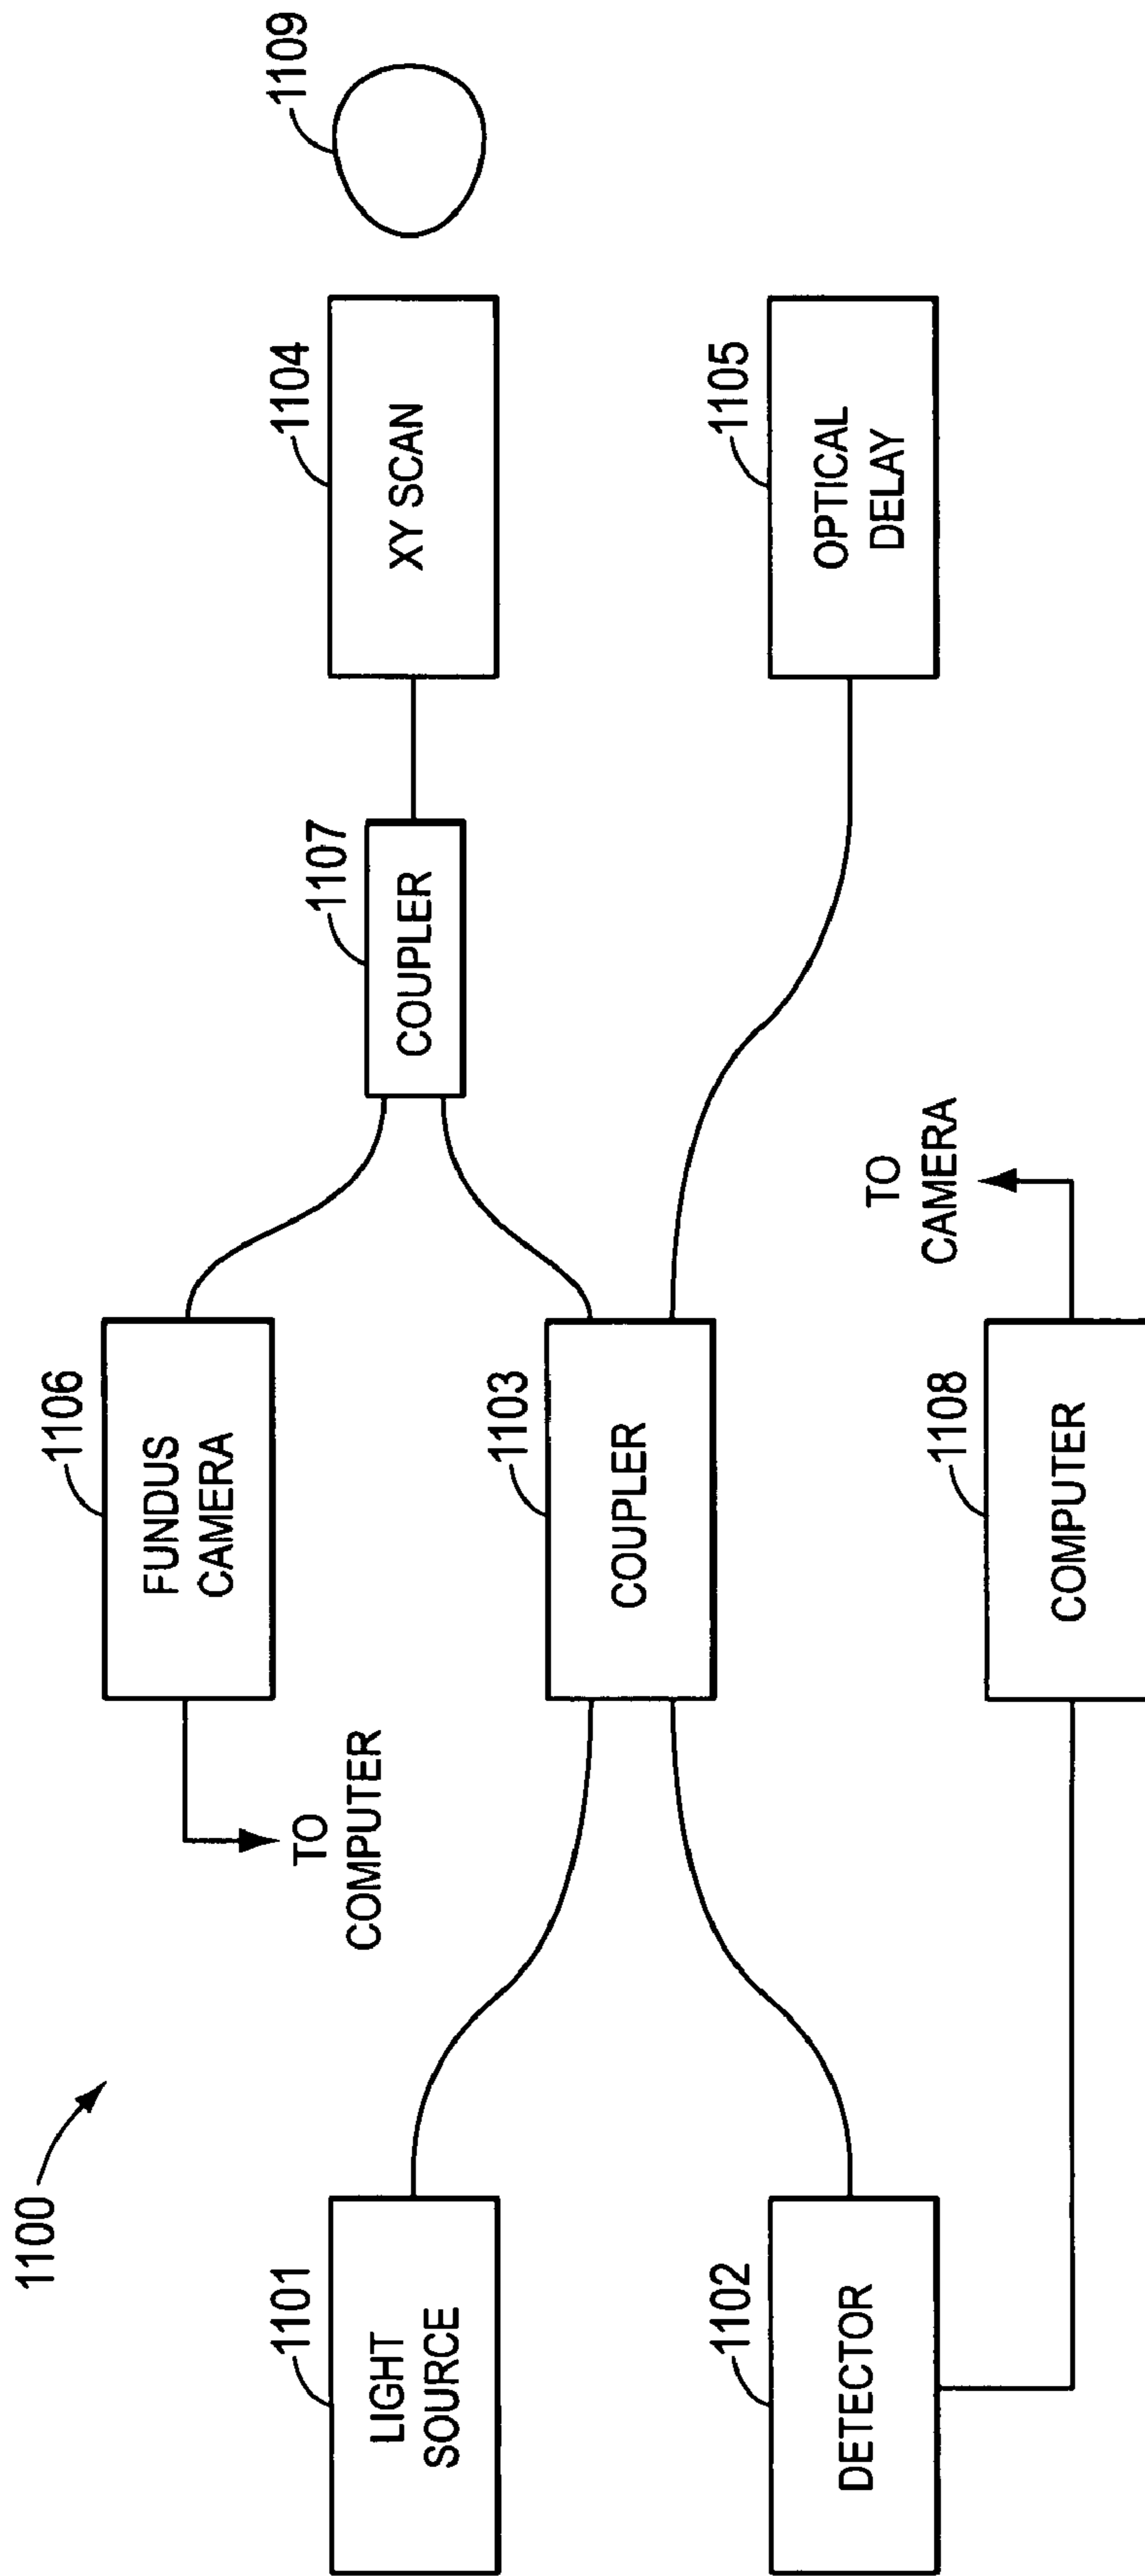 1100
1101
LIGHT
SOURCE
1102
DETECTOR
1106
FUNDUS
CAMERA
TO
COMPUTER
1103
COUPLER
1108
COMPUTER
TO
CAMERA
1107
COUPLER
1104
XY SCAN
1105
OPTICAL
DELAY
1109